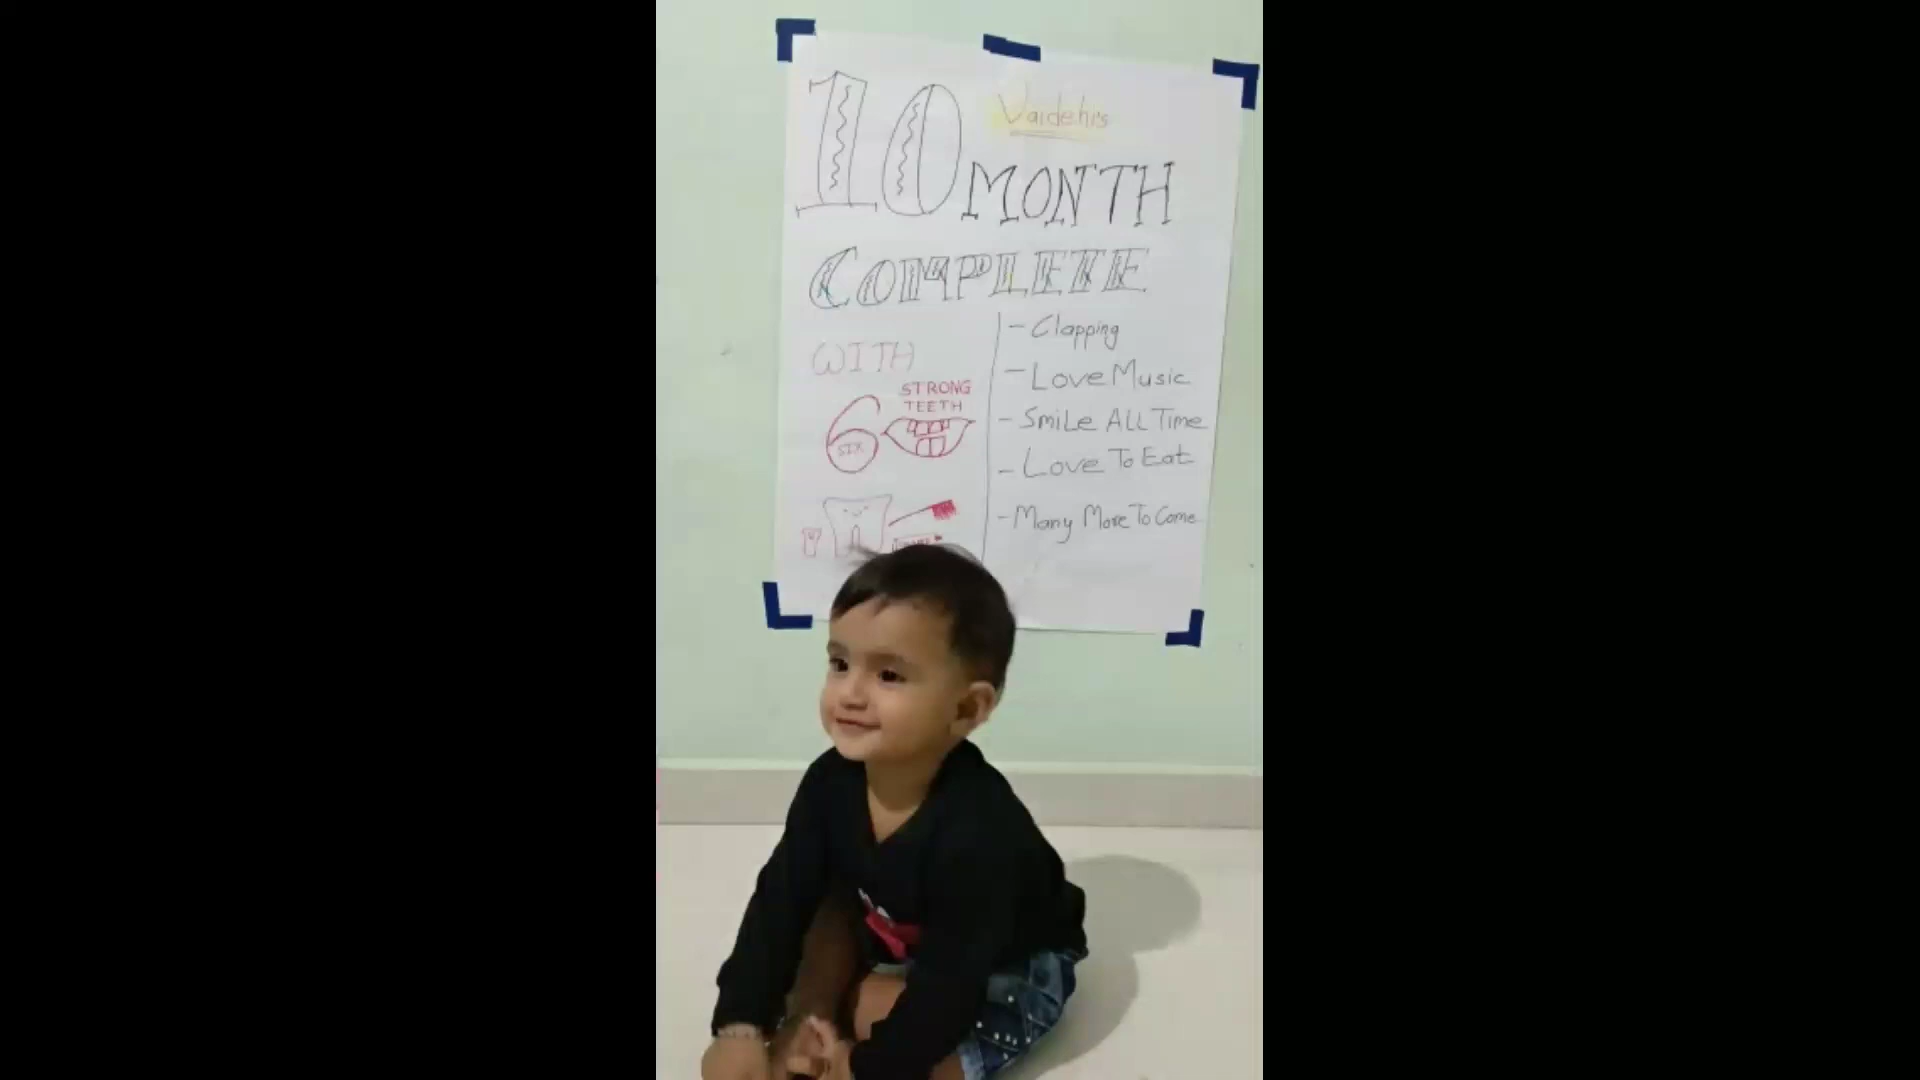 Vaidehi's
10 MONTH
COMPLETE
WITH
STRONG
TEETH
6
SIX
- Clapping
- Love Music
- Smile All Time
- Love To Eat
- Many More To Come